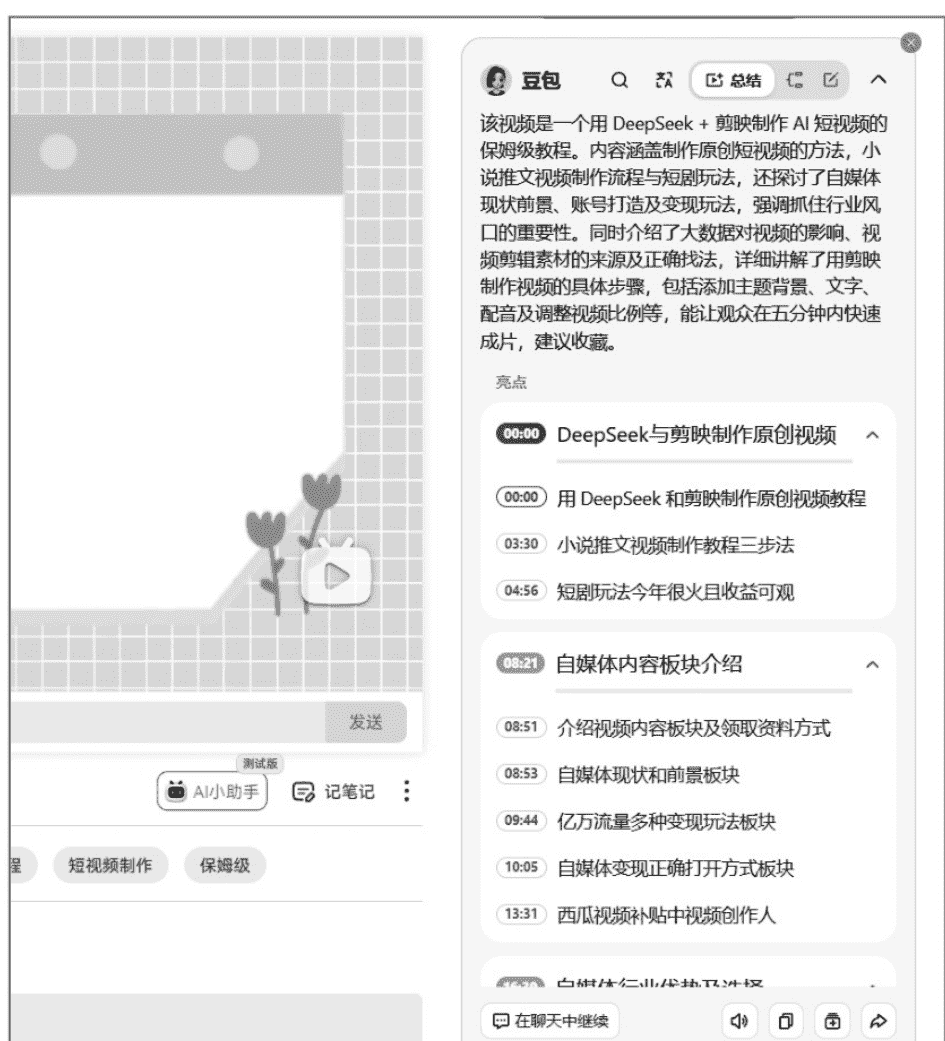 豆包
总结
该视频是一个用 DeepSeek + 剪映制作 AI 短视频的
保姆级教程。内容涵盖制作原创短视频的方法，小
说推文视频制作流程与短剧玩法，还探讨了自媒体
现状前景、账号打造及变现玩法，强调抓住行业风
口的重要性。同时介绍了大数据对视频的影响、视
频剪辑素材的来源及正确找法，详细讲解了用剪映
制作视频的具体步骤，包括添加主题背景、文字、
配音及调整视频比例等，能让观众在五分钟内快速
成片，建议收藏。
亮点
00:00 DeepSeek与剪映制作原创视频
00:00 用 DeepSeek 和剪映制作原创视频教程
03:30 小说推文视频制作教程三步法
04:56 短剧玩法今年很火且收益可观
08:21 自媒体内容板块介绍
08:51 介绍视频内容板块及领取资料方式
08:53 自媒体现状和前景板块
09:44 亿万流量多种变现玩法板块
10:05 自媒体变现正确打开方式板块
13:31 西瓜视频补贴中视频创作人
自媒体行业优势及选择
在聊天中继续
发送
测试版
AI小助手
记笔记
程
短视频制作
保姆级